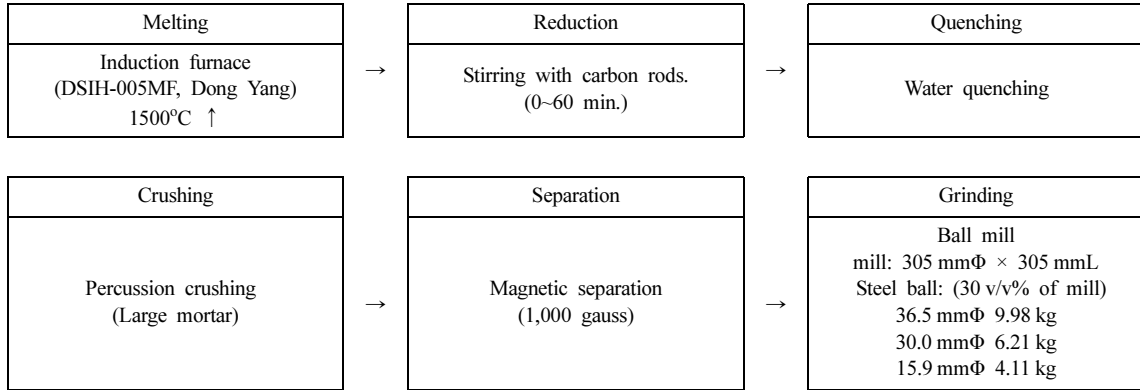 Melting
Induction furnace
(DSIH-005MF, Dong Yang)
1500°C ↑
→
Reduction
Stirring with carbon rods.
(0~60 min.)
→
Quenching
Water quenching
Crushing
Percussion crushing
(Large mortar)
→
Separation
Magnetic separation
(1,000 gauss)
→
Grinding
Ball mill
mill: 305 mmΦ × 305 mmL
Steel ball: (30 v/v% of mill)
36.5 mmΦ 9.98 kg
30.0 mmΦ 6.21 kg
15.9 mmΦ 4.11 kg